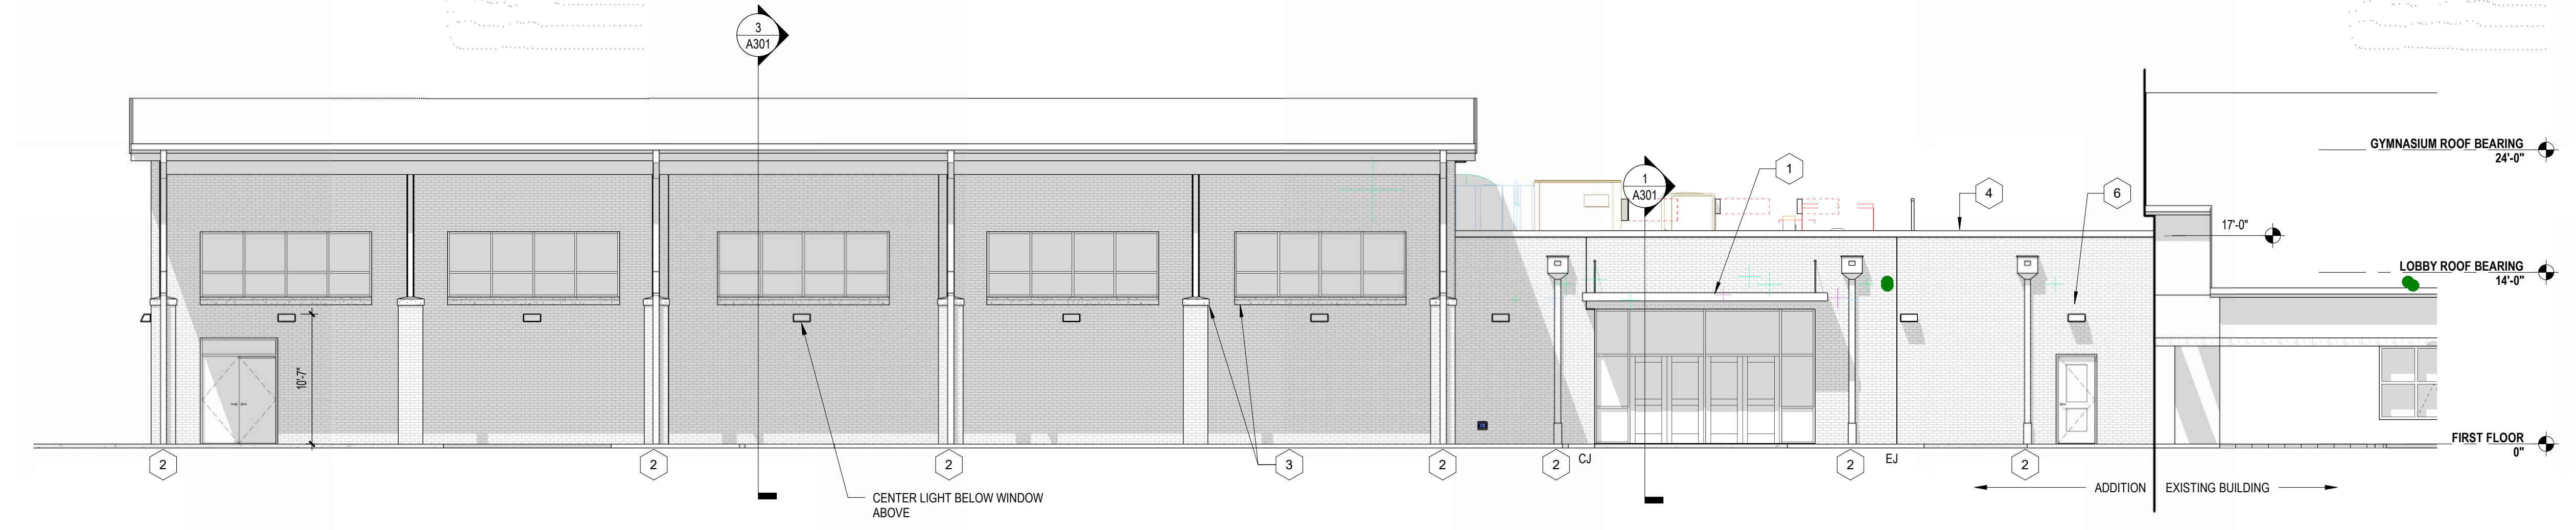 3
A301
GYMNASIUM ROOF BEARING
24'-0"
1
1
A301
4
6
17'-0"
LOBBY ROOF BEARING
14'-0"
10'-7"
FIRST FLOOR
0"
2
2
2
3
2
2
CJ
2
EJ
2
CENTER LIGHT BELOW WINDOW
ABOVE
ADDITION
EXISTING BUILDING